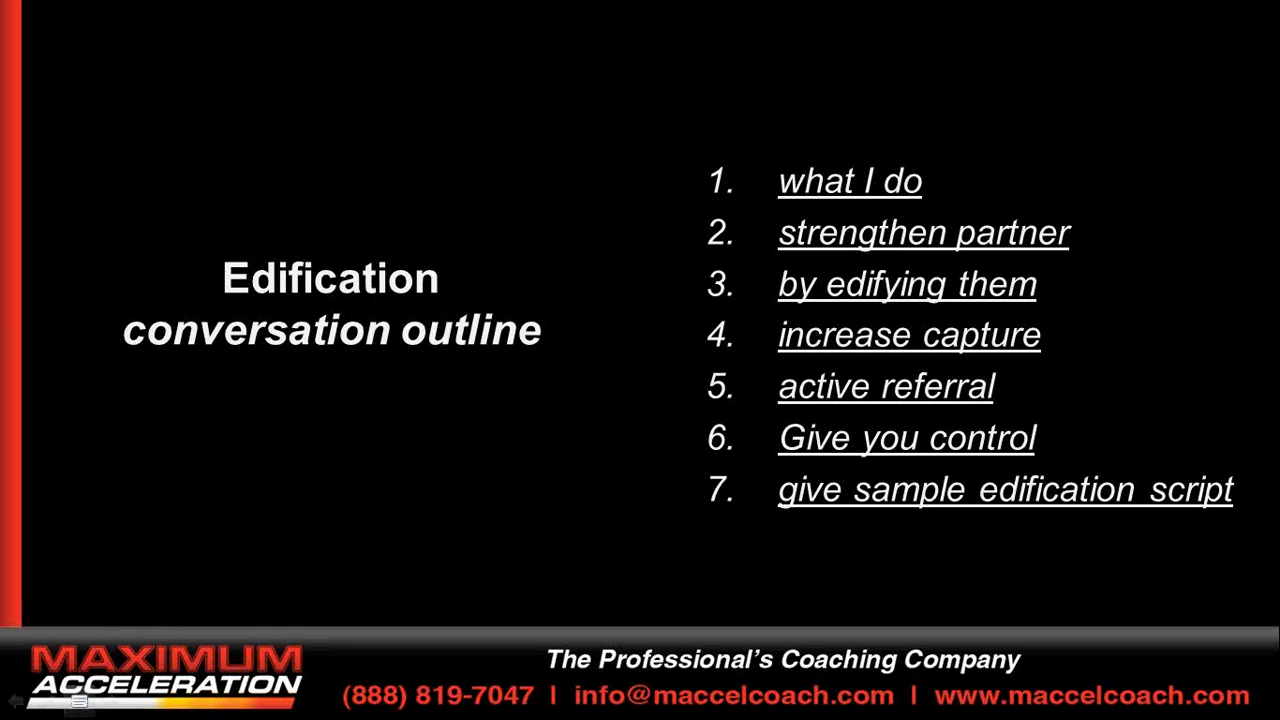 Edification
conversation outline
1. what I do
2. strengthen partner
3. by edifying them
4. increase capture
5. active referral
6. Give you control
7. give sample edification script
MAXIMUM
ACCELERATION
The Professional's Coaching Company
(888) 819-7047 | info@maccelcoach.com | www.maccelcoach.com